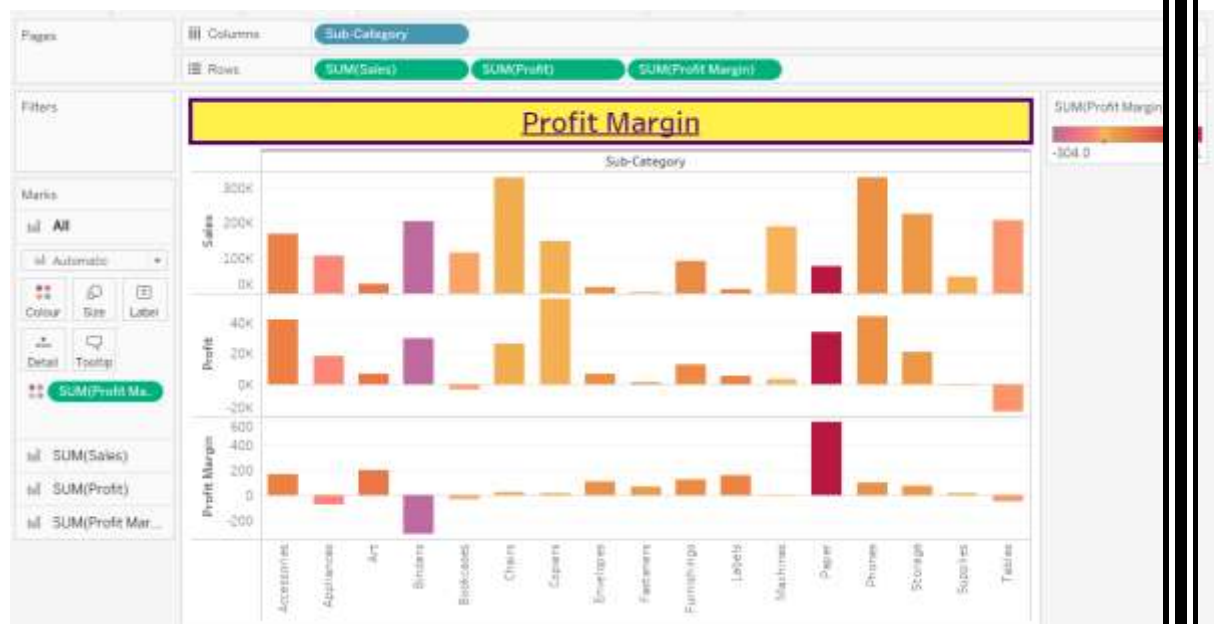 Pages
Columns
Sub-Category
Rows
SUM(Sales)
SUM(Profit)
SUM(Profit Margin)
Filters
Marks
All
Automatic
Colour
Size
Label
Detail
Tooltip
SUM(Profit Ma..
SUM(Sales)
SUM(Profit)
SUM(Profit Mar...
Profit Margin
Sub-Category
Sales
300K
200K
100K
0K
Profit
40K
20K
0K
-20K
Profit Margin
600
400
200
0
-200
Accessories
Appliances
Art
Binders
Bookcases
Chairs
Copiers
Envelopes
Fasteners
Furnishings
Labels
Machines
Paper
Phones
Storage
Supplies
Tables
SUM(Profit Margin
-304.0